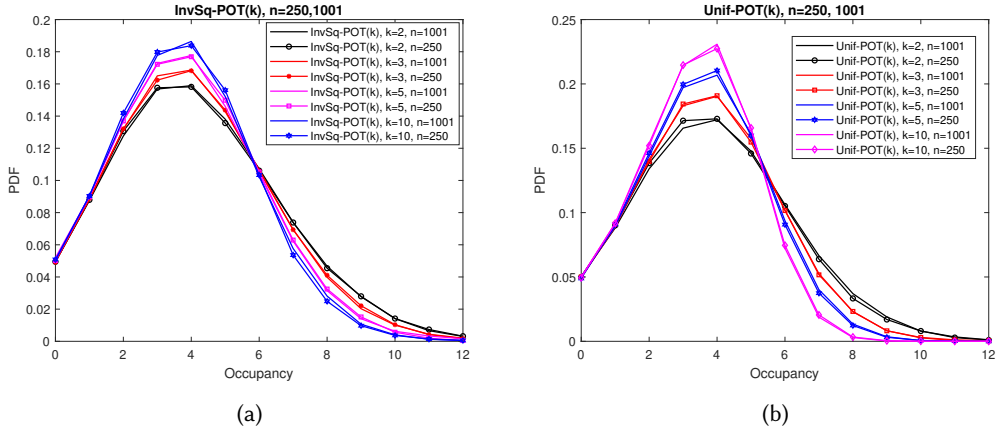 InvSq-POT(k), n=250,1001
0.2
0.18
0.16
0.14
0.12
0.1
0.08
0.06
0.04
0.02
0
PDF
InvSq-POT(k), k=2, n=1001
InvSq-POT(k), k=2, n=250
InvSq-POT(k), k=3, n=1001
InvSq-POT(k), k=3, n=250
InvSq-POT(k), k=5, n=1001
InvSq-POT(k), k=5, n=250
InvSq-POT(k), k=10, n=1001
InvSq-POT(k), k=10, n=250
0 2 4 6 8 10 12
Occupancy
(a)
Unif-POT(k), n=250, 1001
0.25
0.2
0.15
0.1
0.05
0
PDF
Unif-POT(k), k=2, n=1001
Unif-POT(k), k=2, n=250
Unif-POT(k), k=3, n=1001
Unif-POT(k), k=3, n=250
Unif-POT(k), k=5, n=1001
Unif-POT(k), k=5, n=250
Unif-POT(k), k=10, n=1001
Unif-POT(k), k=10, n=250
0 2 4 6 8 10 12
Occupancy
(b)